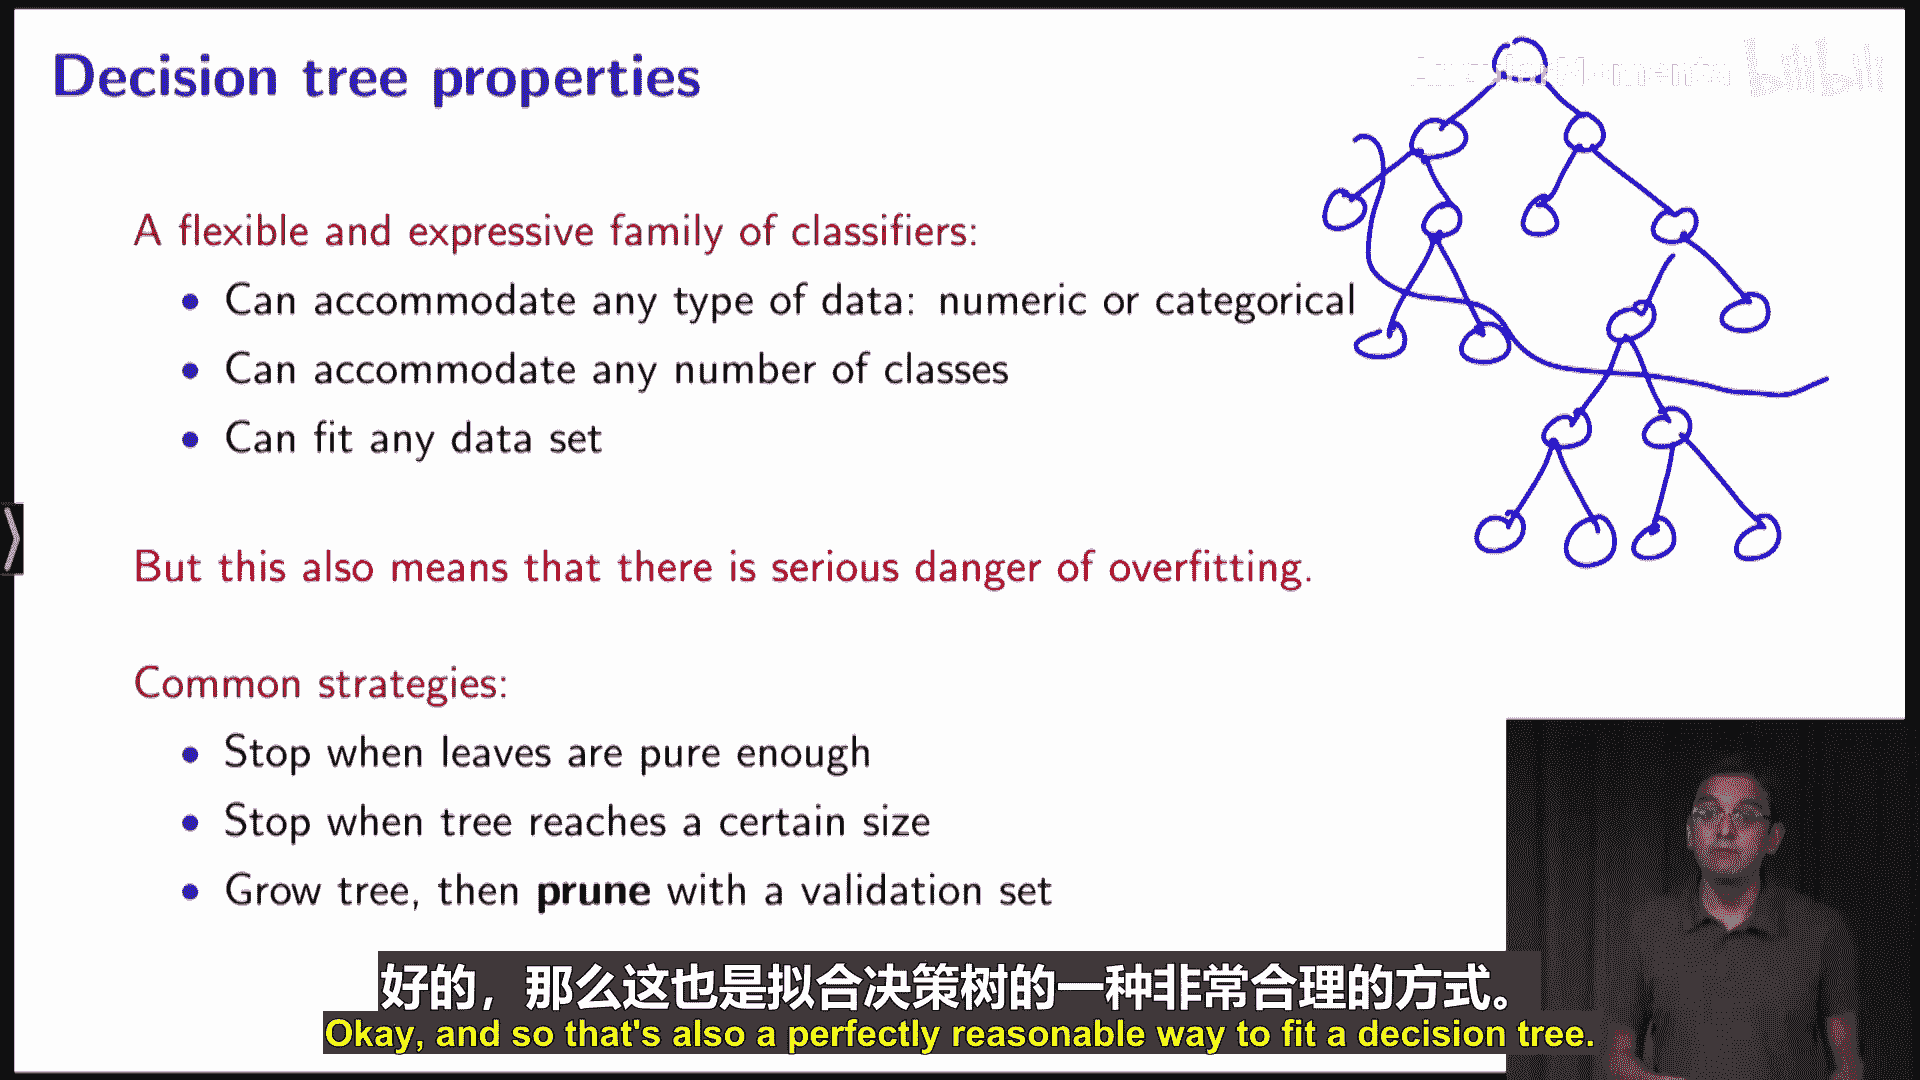 Decision tree properties
bilibili
A flexible and expressive family of classifiers:
• Can accommodate any type of data: numeric or categorical
• Can accommodate any number of classes
• Can fit any data set
But this also means that there is serious danger of overfitting.
Common strategies:
• Stop when leaves are pure enough
• Stop when tree reaches a certain size
• Grow tree, then prune with a validation set
好的，那么这也是拟合决策树的一种非常合理的方式。
Okay, and so that's also a perfectly reasonable way to fit a decision tree.